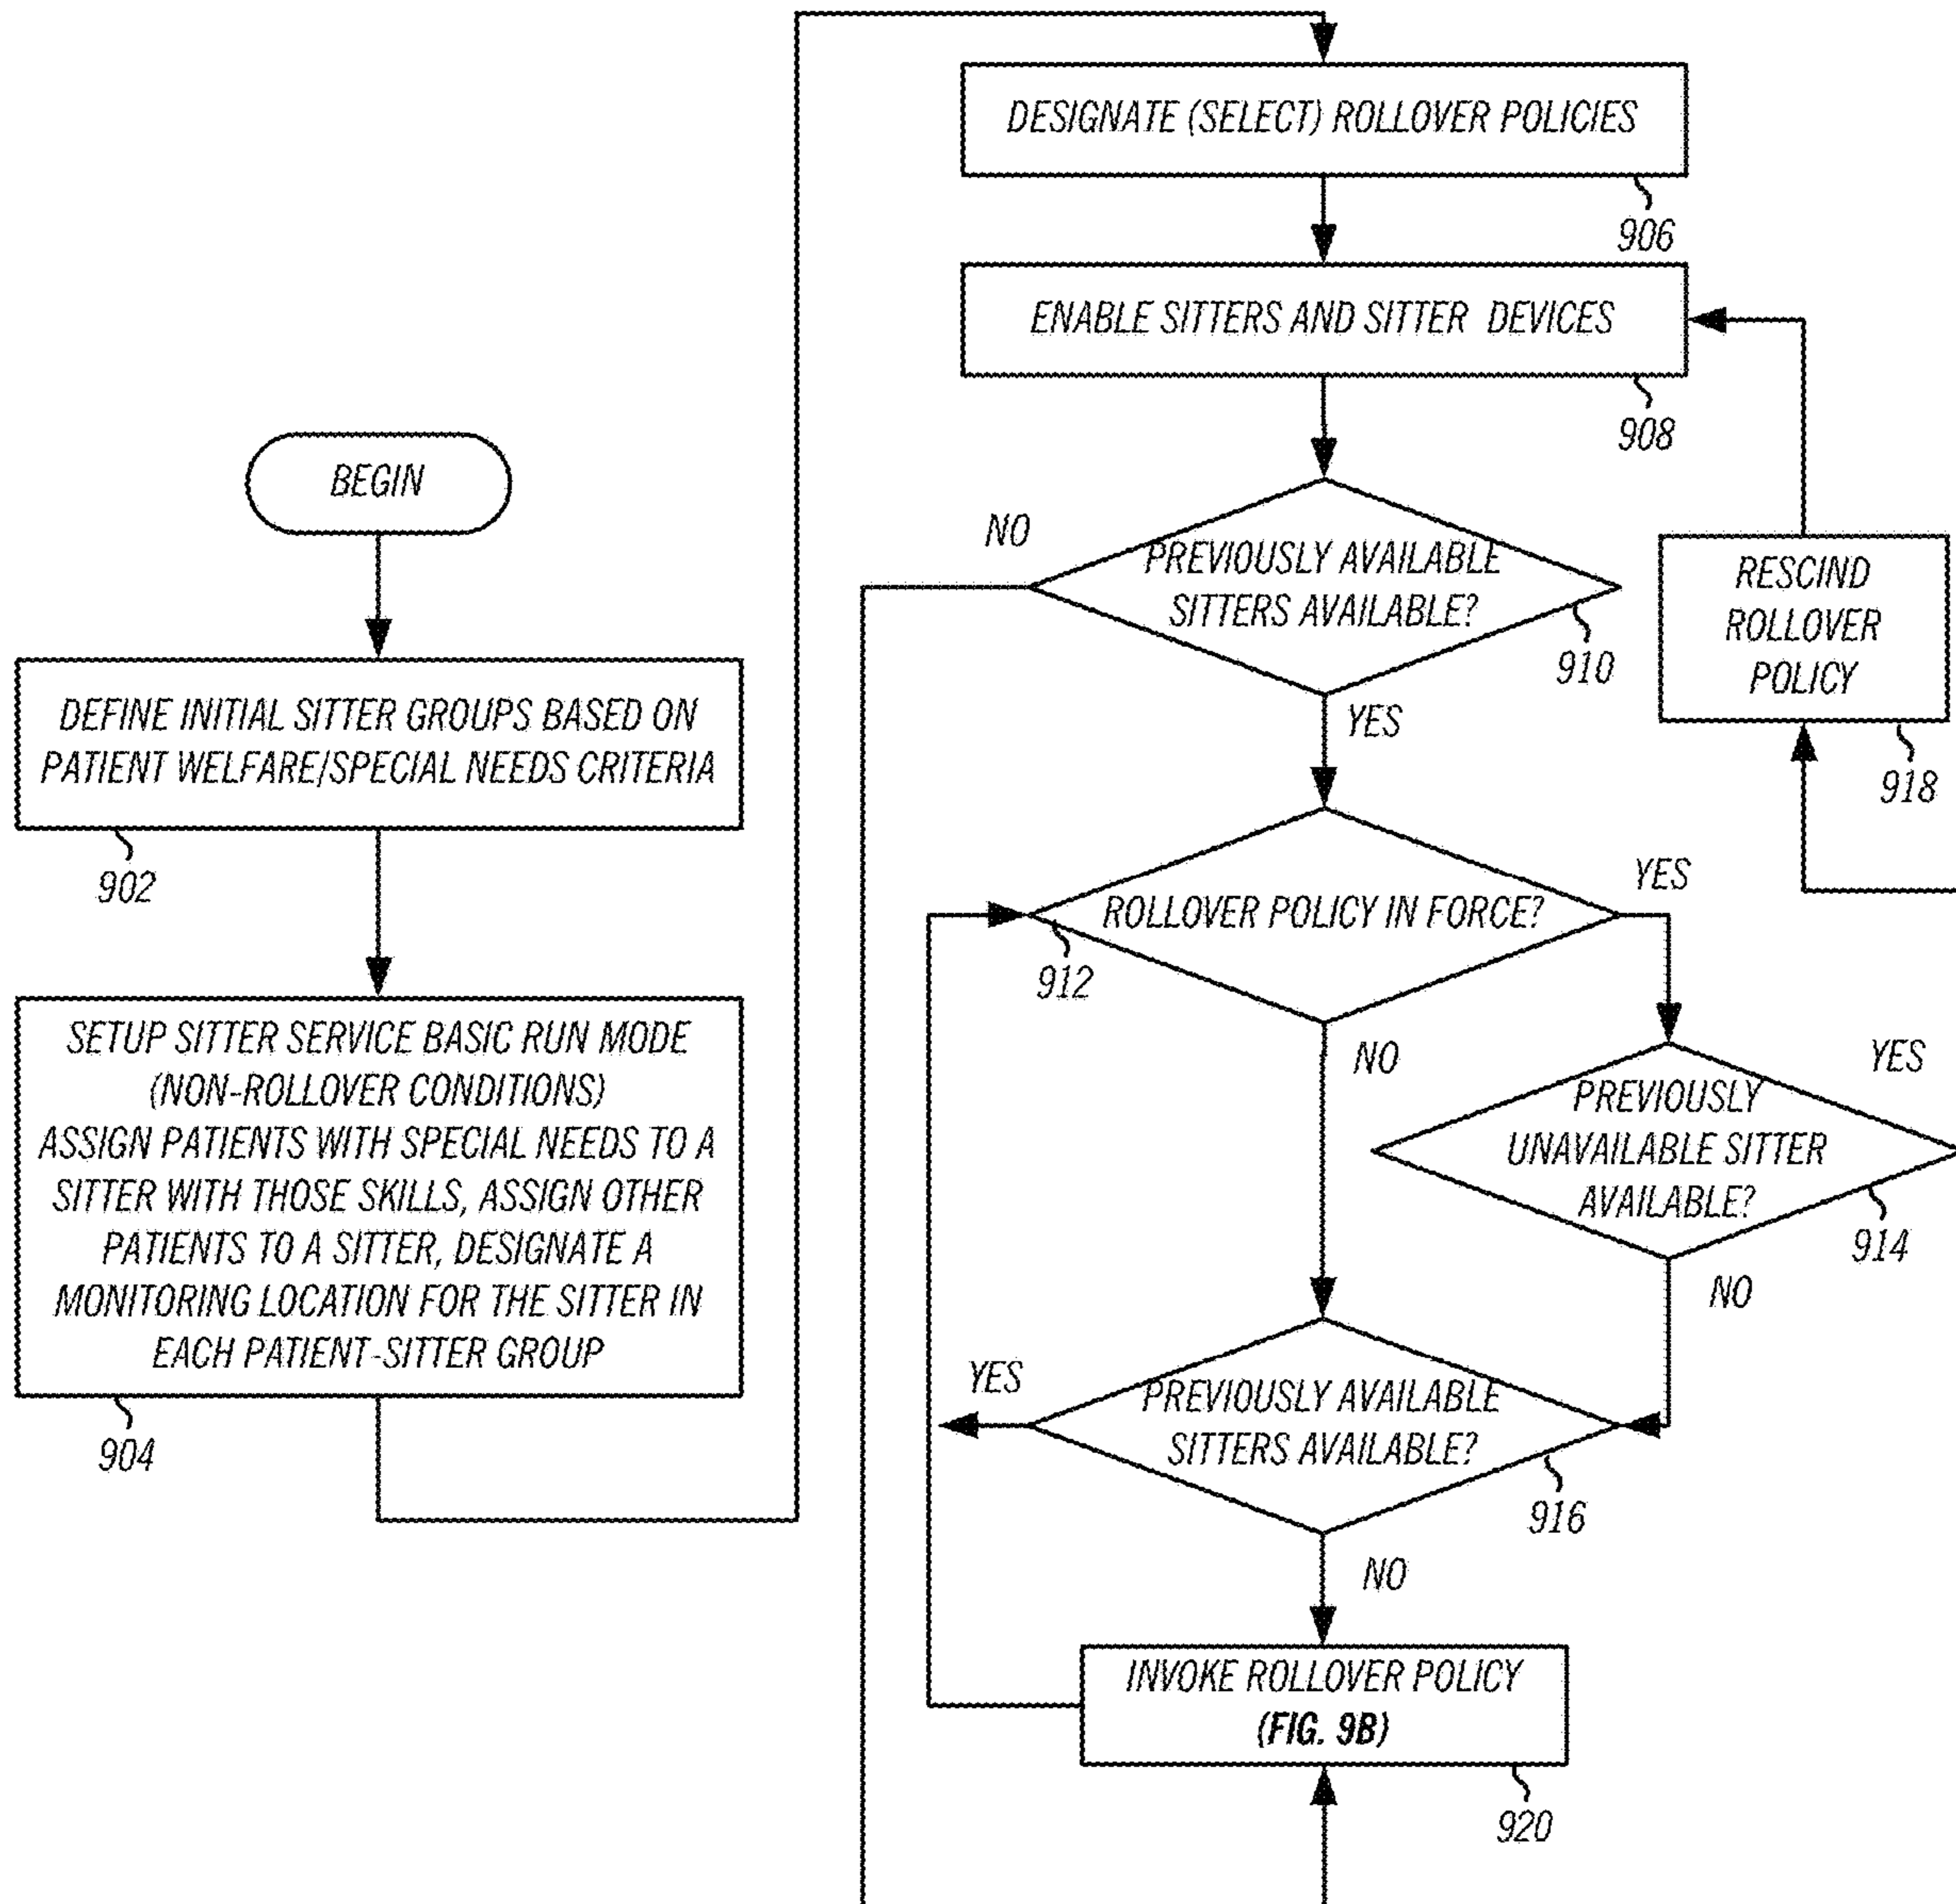 BEGIN
DEFINE INITIAL SITTER GROUPS BASED ON
PATIENT WELFARE/SPECIAL NEEDS CRITERIA
902
SETUP SITTER SERVICE BASIC RUN MODE
(NON-ROLLOVER CONDITIONS)
ASSIGN PATIENTS WITH SPECIAL NEEDS TO A
SITTER WITH THOSE SKILLS, ASSIGN OTHER
PATIENTS TO A SITTER, DESIGNATE A
MONITORING LOCATION FOR THE SITTER IN
EACH PATIENT-SITTER GROUP
904
DESIGNATE (SELECT) ROLLOVER POLICIES
906
ENABLE SITTERS AND SITTER DEVICES
908
NO
PREVIOUSLY AVAILABLE
SITTERS AVAILABLE?
910
YES
RESCIND
ROLLOVER
POLICY
918
ROLLOVER POLICY IN FORCE?
YES
912
NO
YES
PREVIOUSLY
UNAVAILABLE SITTER
AVAILABLE?
914
NO
YES
PREVIOUSLY AVAILABLE
SITTERS AVAILABLE?
916
NO
INVOKE ROLLOVER POLICY
(FIG. 9B)
920